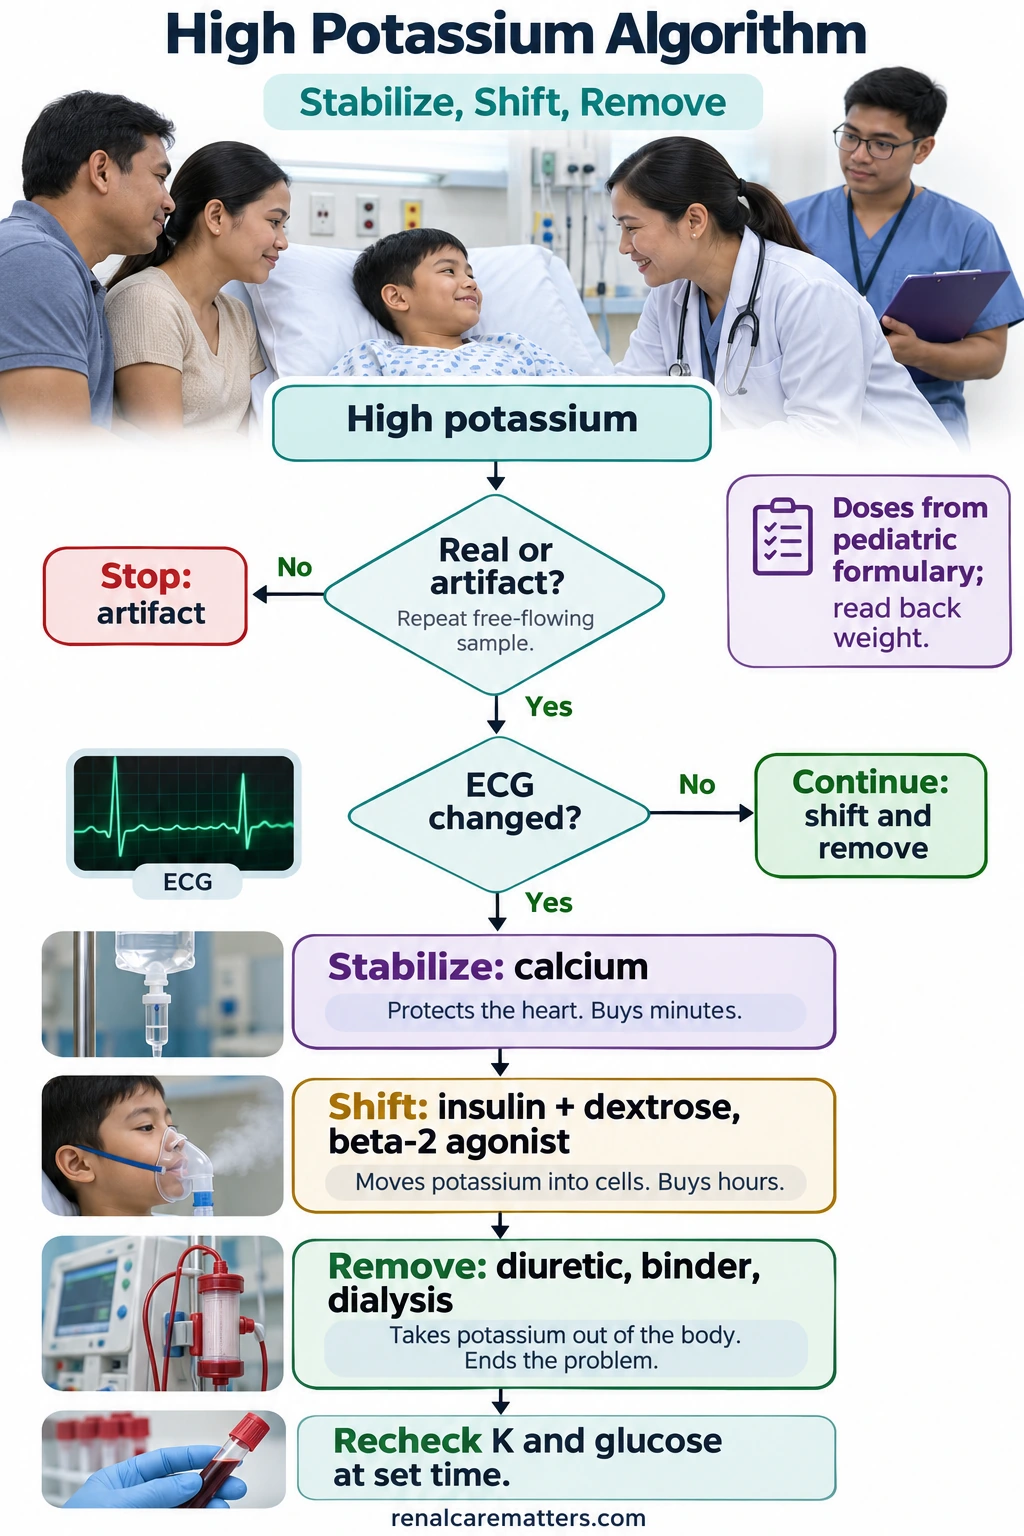 High Potassium Algorithm
Stabilize, Shift, Remove
High potassium
Real or
artifact?
Repeat free-flowing
sample.
No
Stop:
artifact
Doses from
pediatric
formulary;
read back
weight.
Yes
ECG
changed?
ECG
No
Continue:
shift and
remove
Yes
Stabilize: calcium
Protects the heart. Buys minutes.
Shift: insulin + dextrose,
beta-2 agonist
Moves potassium into cells. Buys hours.
Remove: diuretic, binder,
dialysis
Takes potassium out of the body.
Ends the problem.
Recheck K and glucose
at set time.
renalcarematters.com